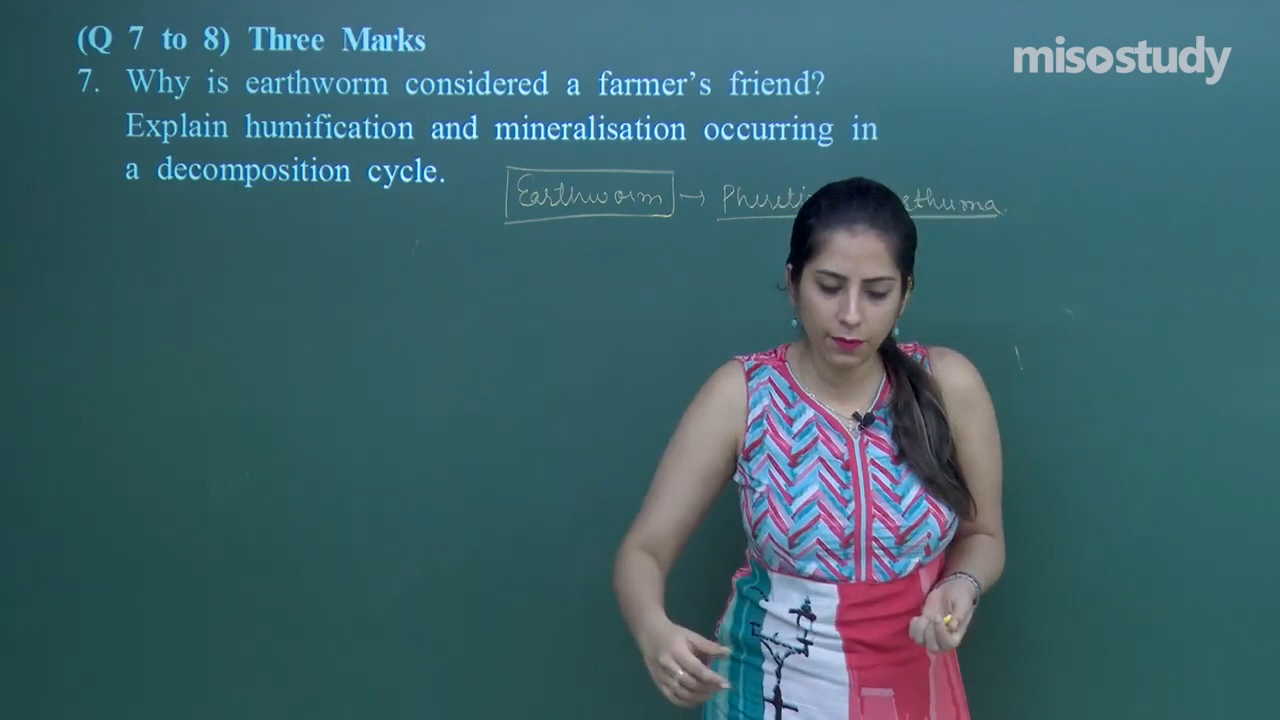 (Q 7 to 8) Three Marks
misostudy
7. Why is earthworm considered a farmer's friend?
Explain humification and mineralisation occurring in
a decomposition cycle.
Earthworm →